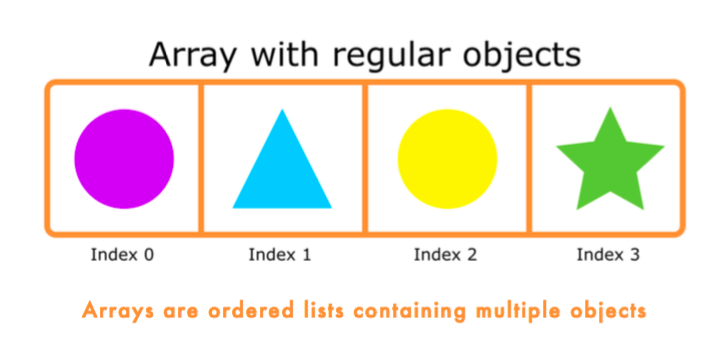 Array with regular objects
Index 0 Index 1 Index 2 Index 3
Arrays are ordered lists containing multiple objects